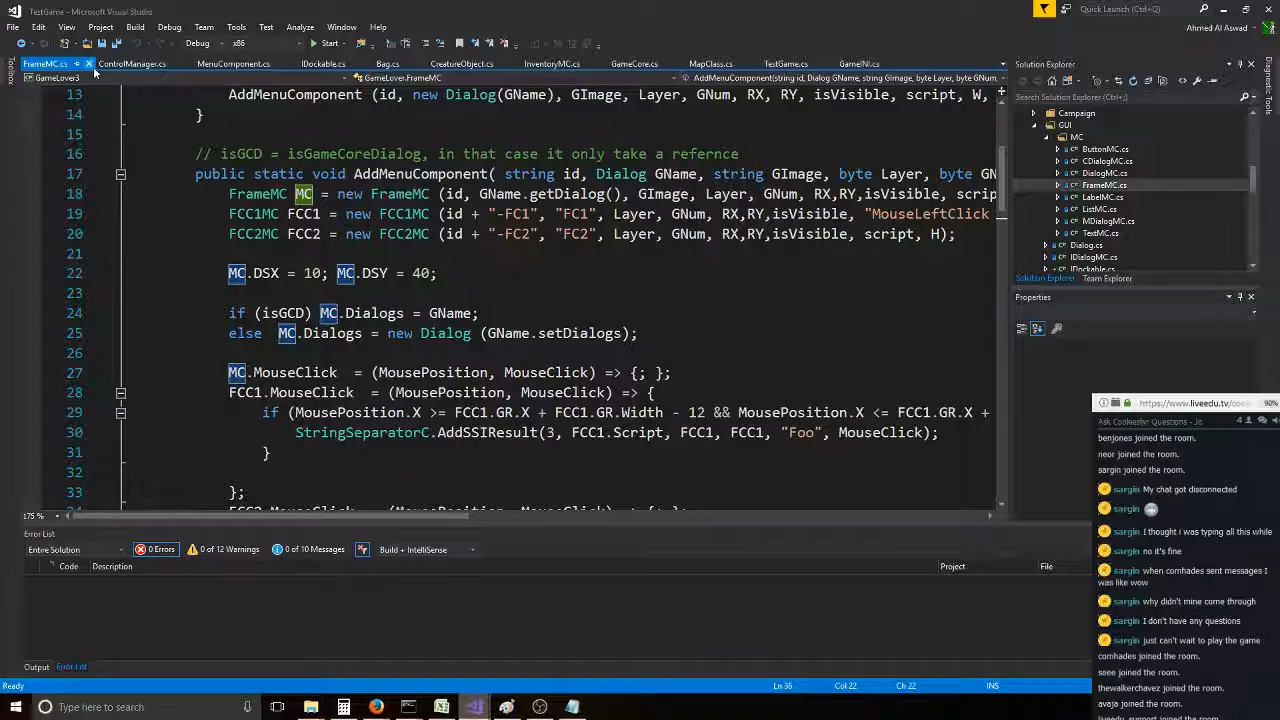 TestGame - Microsoft Visual Studio
Quick Launch (Ctrl+Q)
File Edit View Project Build Debug Team Tools Test Analyze Window Help
Ahmed Al Aswad
Debug x86 Start
FrameMC.cs ControlManager.cs MenuComponent.cs IDockable.cs Bag.cs CreatureObject.cs InventoryMC.cs GameCore.cs MapClass.cs TestGame.cs GameINI.cs
Toolbox
GameLover3 GameLover.FrameMC AddMenuComponent(string id, Dialog GName, string GImage, byte Layer, byte GNum,
13 AddMenuComponent (id, new Dialog(GName), GImage, Layer, GNum, RX, RY, isVisible, script, W,
14 }
15
16 // isGCD = isGameCoreDialog, in that case it only take a refernce
17 public static void AddMenuComponent( string id, Dialog GName, string GImage, byte Layer, byte GN
18 FrameMC MC = new FrameMC (id, GName.getDialog(), GImage, Layer, GNum, RX,RY,isVisible, scrip
19 FCC1MC FCC1 = new FCC1MC (id + "-FC1", "FC1", Layer, GNum, RX,RY,isVisible, "MouseLeftClick
20 FCC2MC FCC2 = new FCC2MC (id + "-FC2", "FC2", Layer, GNum, RX,RY,isVisible, script, H);
21
22 MC.DSX = 10; MC.DSY = 40;
23
24 if (isGCD) MC.Dialogs = GName;
25 else MC.Dialogs = new Dialog (GName.setDialogs);
26
27 MC.MouseClick = (MousePosition, MouseClick) => {; };
28 FCC1.MouseClick = (MousePosition, MouseClick) => {
29 if (MousePosition.X >= FCC1.GR.X + FCC1.GR.Width - 12 && MousePosition.X <= FCC1.GR.X +
30 StringSeparatorC.AddSSIResult(3, FCC1.Script, FCC1, FCC1, "Foo", MouseClick);
31 }
32
33 };
175 %
Error List
Entire Solution 0 Errors 0 of 12 Warnings 0 of 10 Messages Build + IntelliSense
Code Description Project File
Output Error List
Ready Ln 36 Col 22 Ch 22 INS
Type here to search
Solution Explorer
Search Solution Explorer (Ctrl+;)
Campaign
GUI
MC
ButtonMC.cs
CDialogMC.cs
DialogMC.cs
FrameMC.cs
LabelMC.cs
ListMC.cs
MDialogMC.cs
TextMC.cs
Dialog.cs
IDialogMC.cs
IDockable.cs
Solution Explorer Team Explorer
Properties
Diagnostic Tools
https://www.liveedu.tv/cooki 90%
Ask Cookieslyr Questions - Jo 4
benjones joined the room.
neor joined the room.
sargin joined the room.
sargin My chat got disconnected
sargin
sargin I thought i was typing all this while
sargin no it's fine
sargin when comhades sent messages I
was like wow
sargin why didn't mine come through
sargin I don't have any questions
sargin just can't wait to play the game
comhades joined the room.
seee joined the room.
thewalkerchavez joined the room.
avaja joined the room.
liveedu_support joined the room.